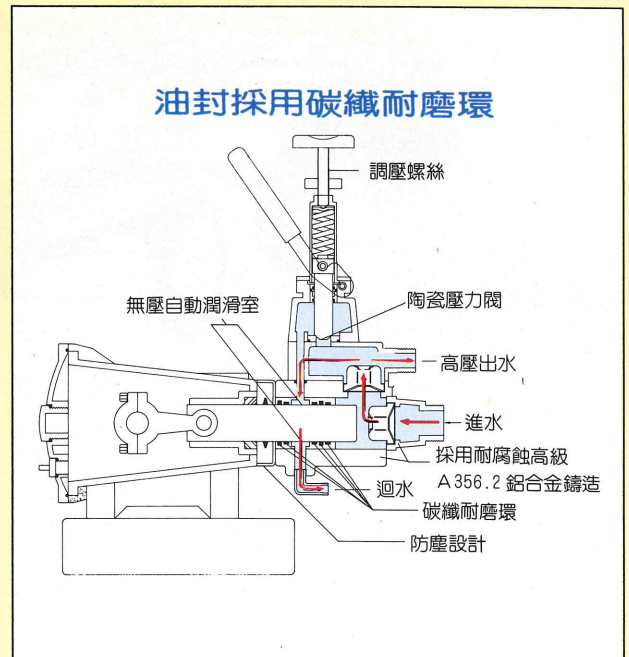 油封採用碳纖耐磨環
調壓螺絲
無壓自動潤滑室
陶瓷壓力閥
高壓出水
進水
採用耐腐蝕高級
A356.2鋁合金鑄造
迴水
碳纖耐磨環
防塵設計